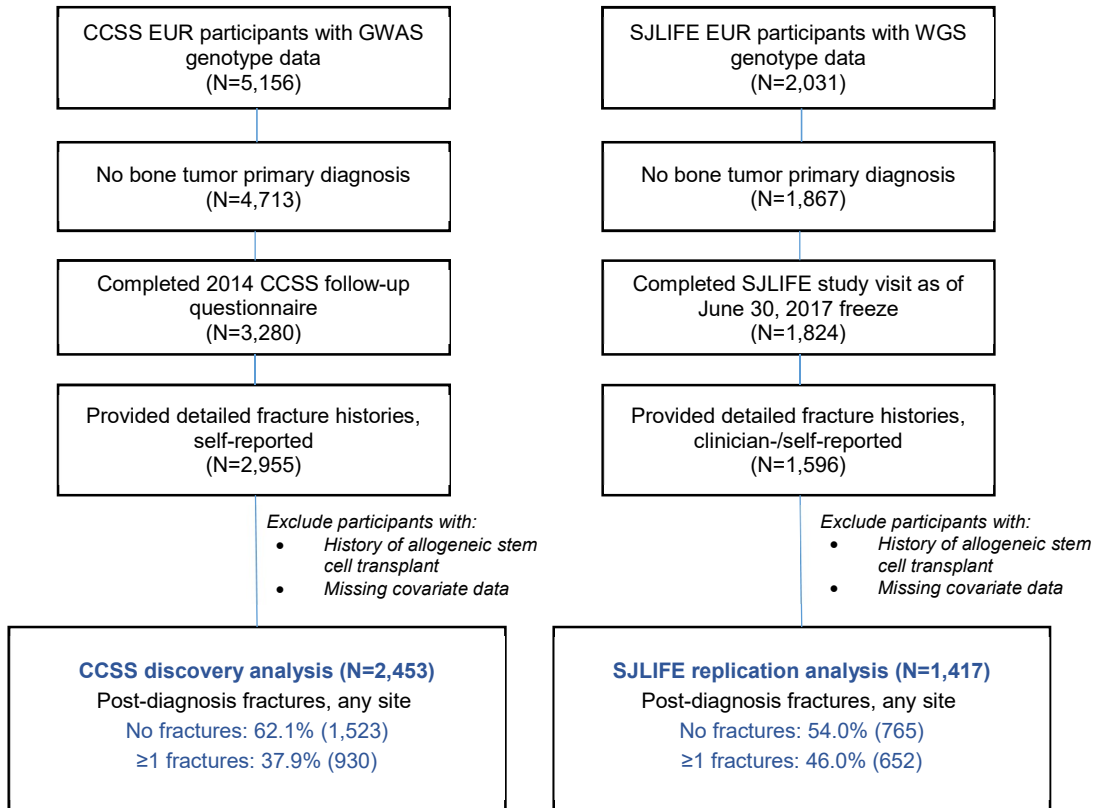 CCSS EUR participants with GWAS
genotype data
(N=5,156)
No bone tumor primary diagnosis
(N=4,713)
Completed 2014 CCSS follow-up
questionnaire
(N=3,280)
Provided detailed fracture histories,
self-reported
(N=2,955)
Exclude participants with:
• History of allogeneic stem
cell transplant
• Missing covariate data
CCSS discovery analysis (N=2,453)
Post-diagnosis fractures, any site
No fractures: 62.1% (1,523)
≥1 fractures: 37.9% (930)
SJLIFE EUR participants with WGS
genotype data
(N=2,031)
No bone tumor primary diagnosis
(N=1,867)
Completed SJLIFE study visit as of
June 30, 2017 freeze
(N=1,824)
Provided detailed fracture histories,
clinician-/self-reported
(N=1,596)
Exclude participants with:
• History of allogeneic stem
cell transplant
• Missing covariate data
SJLIFE replication analysis (N=1,417)
Post-diagnosis fractures, any site
No fractures: 54.0% (765)
≥1 fractures: 46.0% (652)